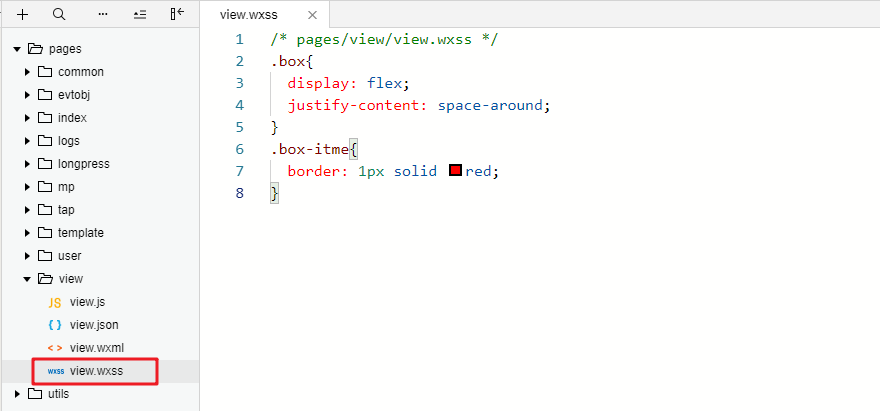 view.wxss
pages
common
evtobj
index
logs
longpress
mp
tap
template
user
view
JS view.js
{ } view.json
< > view.wxml
WXSS view.wxss
utils
1 /* pages/view/view.wxss */
2 .box{
3 display: flex;
4 justify-content: space-around;
5 }
6 .box-itme{
7 border: 1px solid red;
8 }